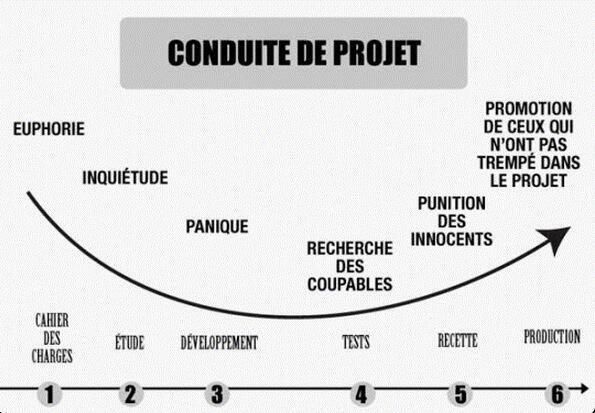 CONDUITE DE PROJET
EUPHORIE
INQUIÉTUDE
PANIQUE
RECHERCHE
DES
COUPABLES
PUNITION
DES
INNOCENTS
PROMOTION
DE CEUX QUI
N'ONT PAS
TREMPÉ DANS
LE PROJET
CAHIER
DES
CHARGES
ÉTUDE
DÉVELOPPEMENT
TESTS
RECETTE
PRODUCTION
1 2 3 4 5 6